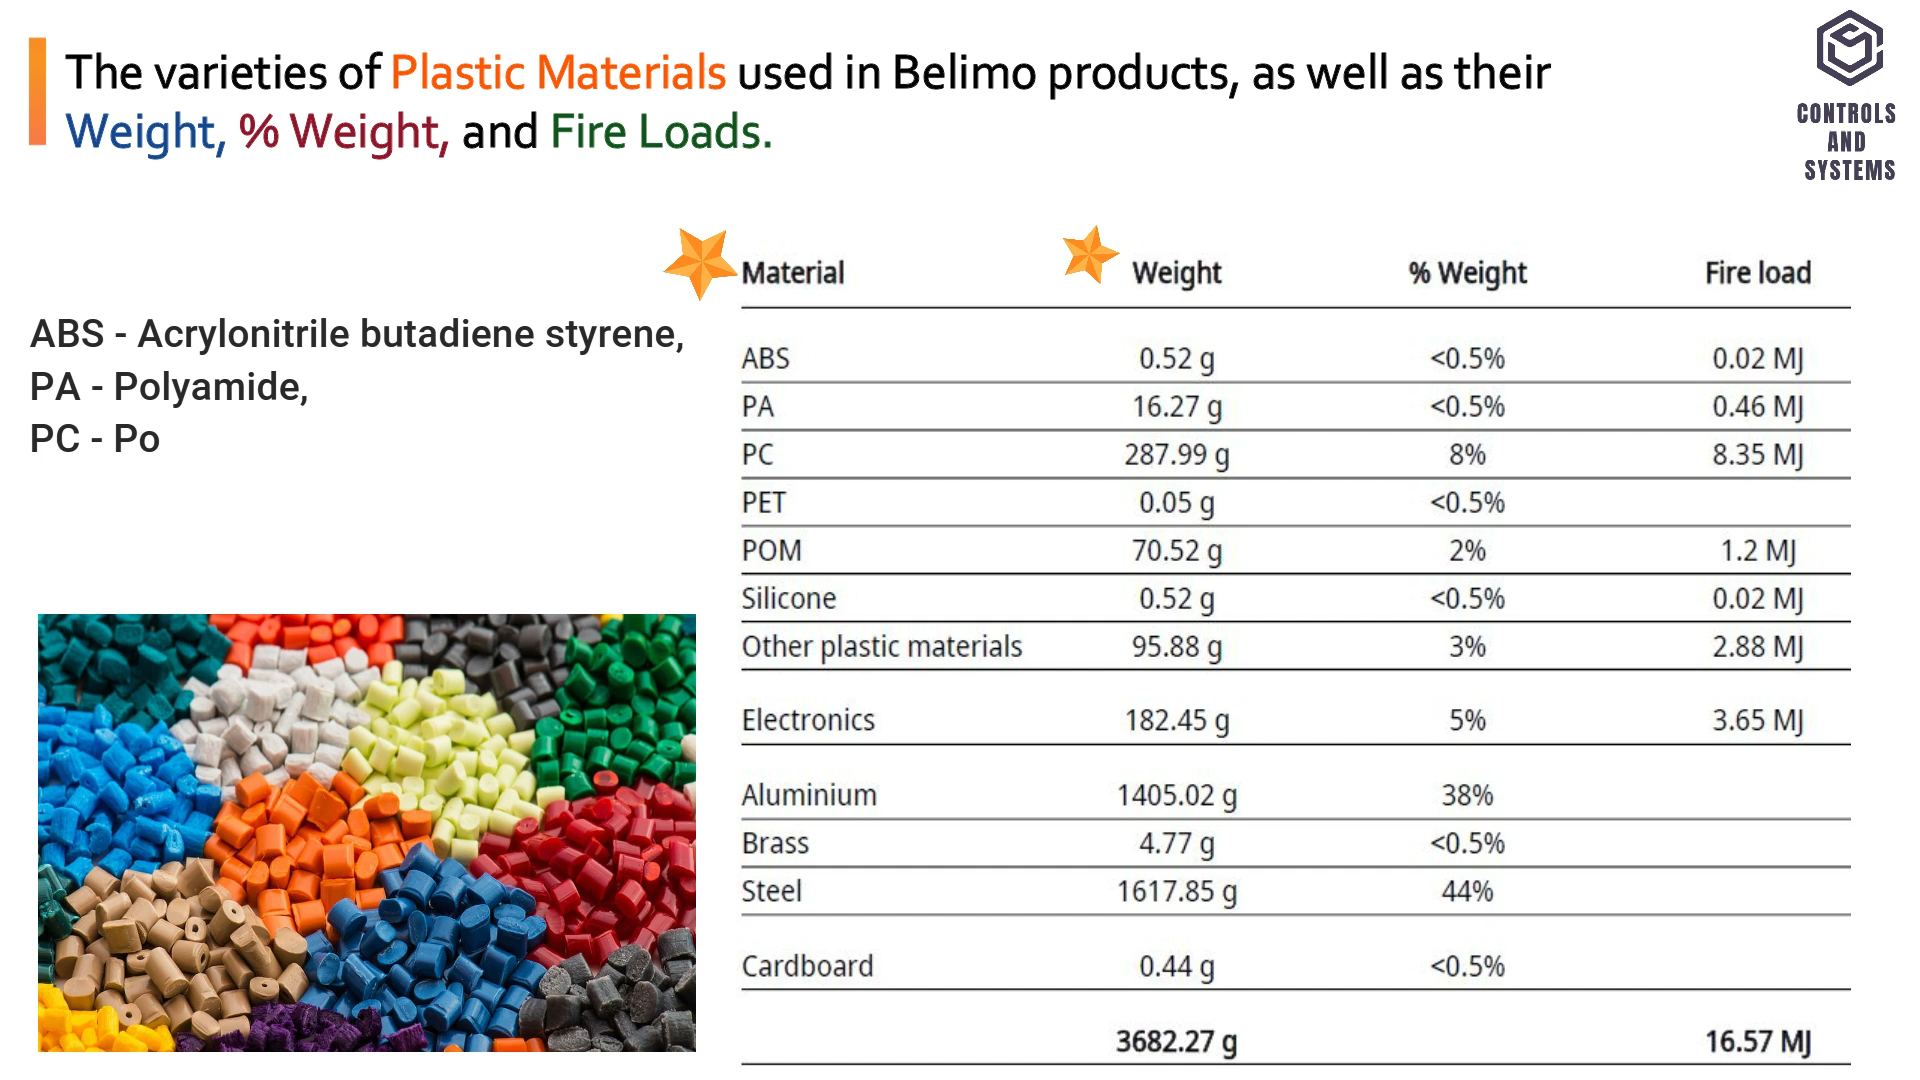 The varieties of Plastic Materials used in Belimo products, as well as their
Weight, % Weight, and Fire Loads.
CONTROLS
AND
SYSTEMS
ABS - Acrylonitrile butadiene styrene,
PA - Polyamide,
PC - Po
Material Weight % Weight Fire load
ABS 0.52 g <0.5% 0.02 MJ
PA 16.27 g <0.5% 0.46 MJ
PC 287.99 g 8% 8.35 MJ
PET 0.05 g <0.5%
POM 70.52 g 2% 1.2 MJ
Silicone 0.52 g <0.5% 0.02 MJ
Other plastic materials 95.88 g 3% 2.88 MJ
Electronics 182.45 g 5% 3.65 MJ
Aluminium 1405.02 g 38%
Brass 4.77 g <0.5%
Steel 1617.85 g 44%
Cardboard 0.44 g <0.5%
3682.27 g 16.57 MJ